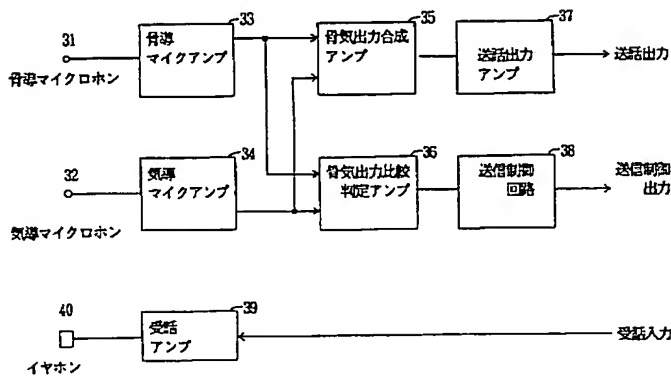 31
骨導マイクロホン
33
骨導
マイクアンプ
35
骨気出力合成
アンプ
37
送話出力
アンプ
送話出力
32
気導マイクロホン
34
気導
マイクアンプ
36
骨気出力比較
判定アンプ
38
送信制御
回路
送信制御
出力
40
イヤホン
39
受話
アンプ
受話入力